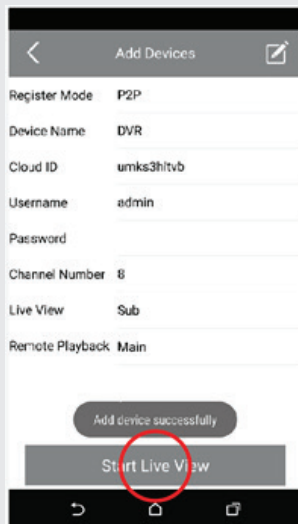 Add Devices
Register Mode P2P
Device Name DVR
Cloud ID umks3hltvb
Username admin
Password
Channel Number 8
Live View Sub
Remote Playback Main
Add device successfully
Start Live View